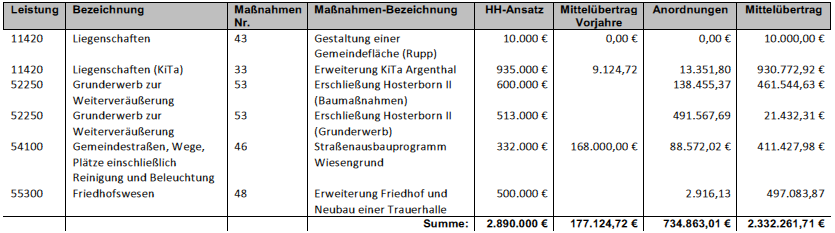 Leistung Bezeichnung Maßnahmen Maßnahmen-Bezeichnung HH-Ansatz Mittelübertrag Anordnungen Mittelübertrag
Nr. Vorjahre
11420 Liegenschaften 43 Gestaltung einer 10.000 € 0,00 € 0,00 € 10.000,00 €
Gemeindefläche (Rupp)
11420 Liegenschaften (KiTa) 33 Erweiterung KiTa Argenthal 935.000 € 9.124,72 13.351,80 930.772,92 €
52250 Grunderwerb zur 53 Erschließung Hosterborn II 600.000 € 138.455,37 461.544,63 €
Weiterveräußerung (Baumaßnahmen)
52250 Grunderwerb zur 53 Erschließung Hosterborn II 513.000 € 491.567,69 21.432,31 €
Weiterveräußerung (Grunderwerb)
54100 Gemeindestraßen, Wege, 46 Straßenausbauprogramm 332.000 € 168.000,00 € 88.572,02 € 411.427,98 €
Plätze einschließlich Wiesengrund
Reinigung und Beleuchtung
55300 Friedhofswesen 48 Erweiterung Friedhof und 500.000 € 2.916,13 497.083,87
Neubau einer Trauerhalle
Summe: 2.890.000 € 177.124,72 € 734.863,01 € 2.332.261,71 €